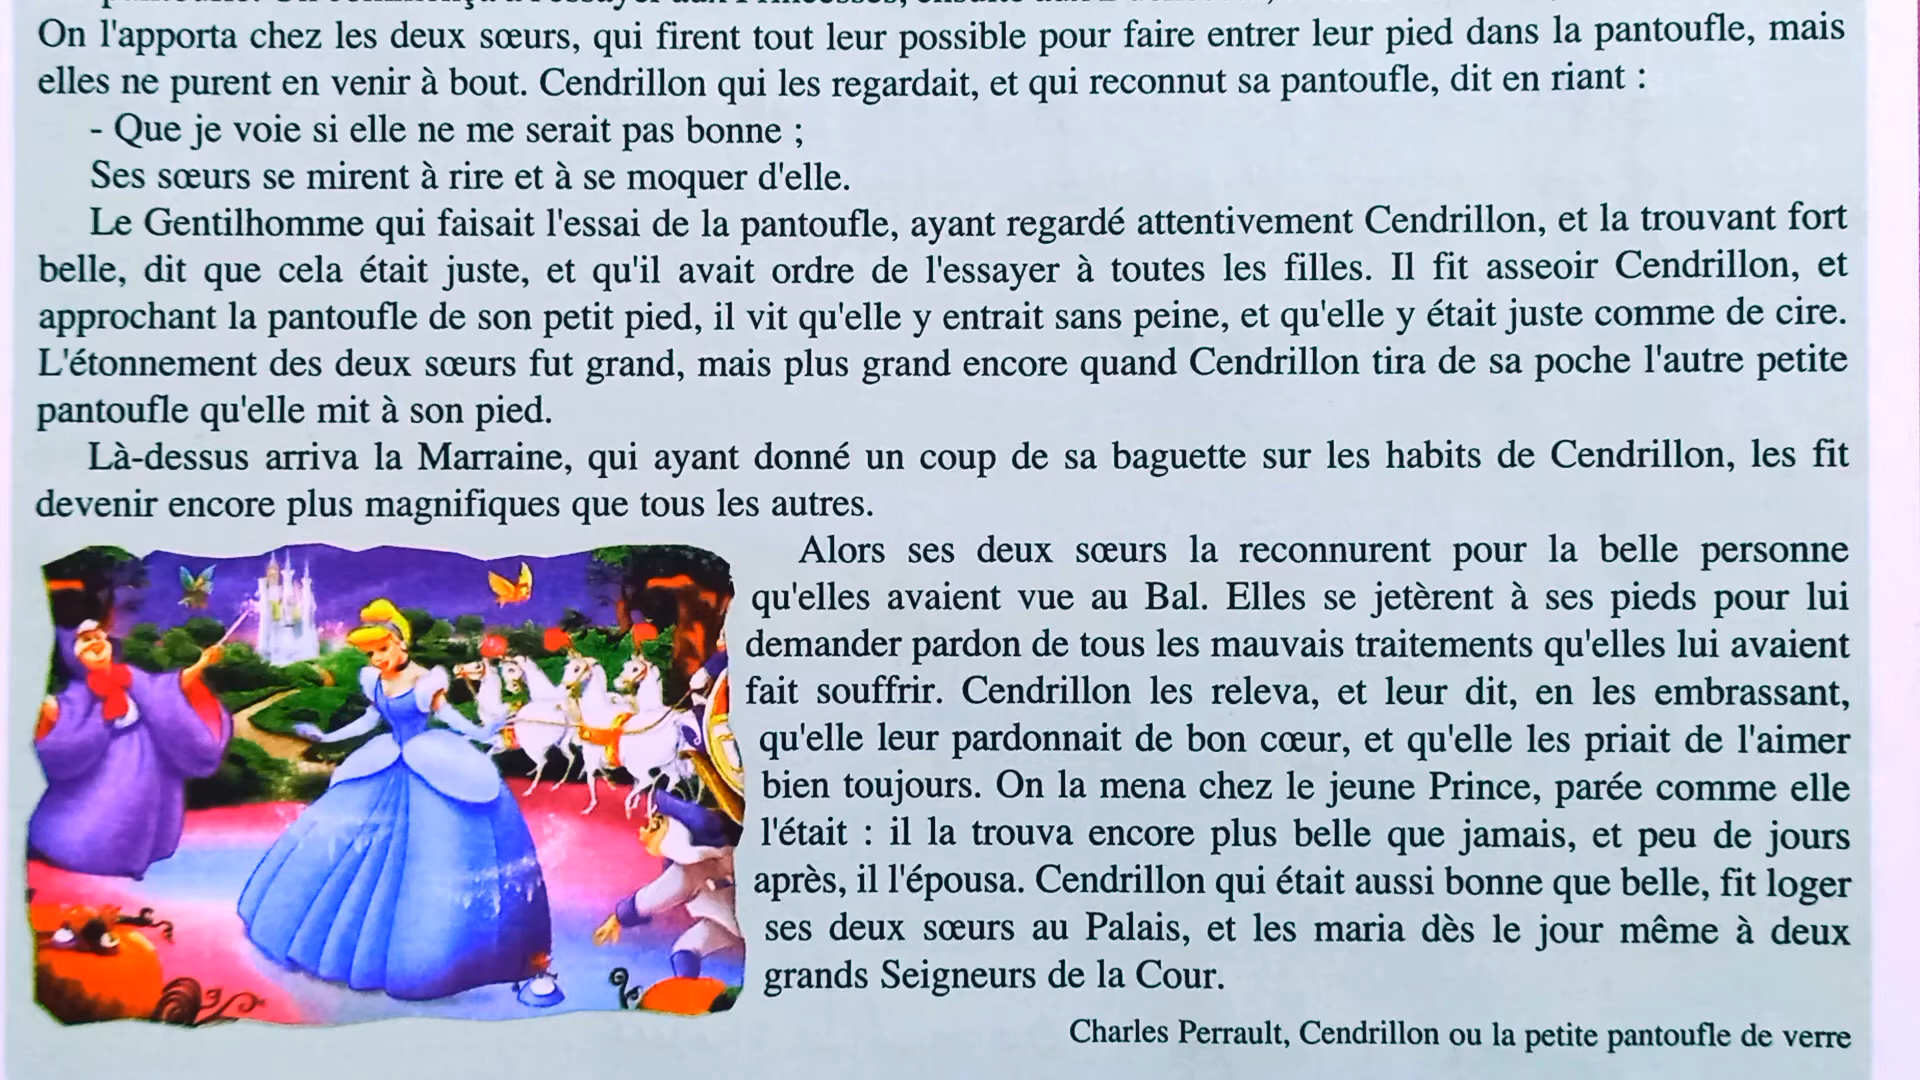 On l'apporta chez les deux sœurs, qui firent tout leur possible pour faire entrer leur pied dans la pantoufle, mais
elles ne purent en venir à bout. Cendrillon qui les regardait, et qui reconnut sa pantoufle, dit en riant :
- Que je voie si elle ne me serait pas bonne ;
Ses sœurs se mirent à rire et à se moquer d'elle.
Le Gentilhomme qui faisait l'essai de la pantoufle, ayant regardé attentivement Cendrillon, et la trouvant fort
belle, dit que cela était juste, et qu'il avait ordre de l'essayer à toutes les filles. Il fit asseoir Cendrillon, et
approchant la pantoufle de son petit pied, il vit qu'elle y entrait sans peine, et qu'elle y était juste comme de cire.
L'étonnement des deux sœurs fut grand, mais plus grand encore quand Cendrillon tira de sa poche l'autre petite
pantoufle qu'elle mit à son pied.
Là-dessus arriva la Marraine, qui ayant donné un coup de sa baguette sur les habits de Cendrillon, les fit
devenir encore plus magnifiques que tous les autres.
Alors ses deux sœurs la reconnurent pour la belle personne
qu'elles avaient vue au Bal. Elles se jetèrent à ses pieds pour lui
demander pardon de tous les mauvais traitements qu'elles lui avaient
fait souffrir. Cendrillon les releva, et leur dit, en les embrassant,
qu'elle leur pardonnait de bon cœur, et qu'elle les priait de l'aimer
bien toujours. On la mena chez le jeune Prince, parée comme elle
l'était : il la trouva encore plus belle que jamais, et peu de jours
après, il l'épousa. Cendrillon qui était aussi bonne que belle, fit loger
ses deux sœurs au Palais, et les maria dès le jour même à deux
grands Seigneurs de la Cour.
Charles Perrault, Cendrillon ou la petite pantoufle de verre